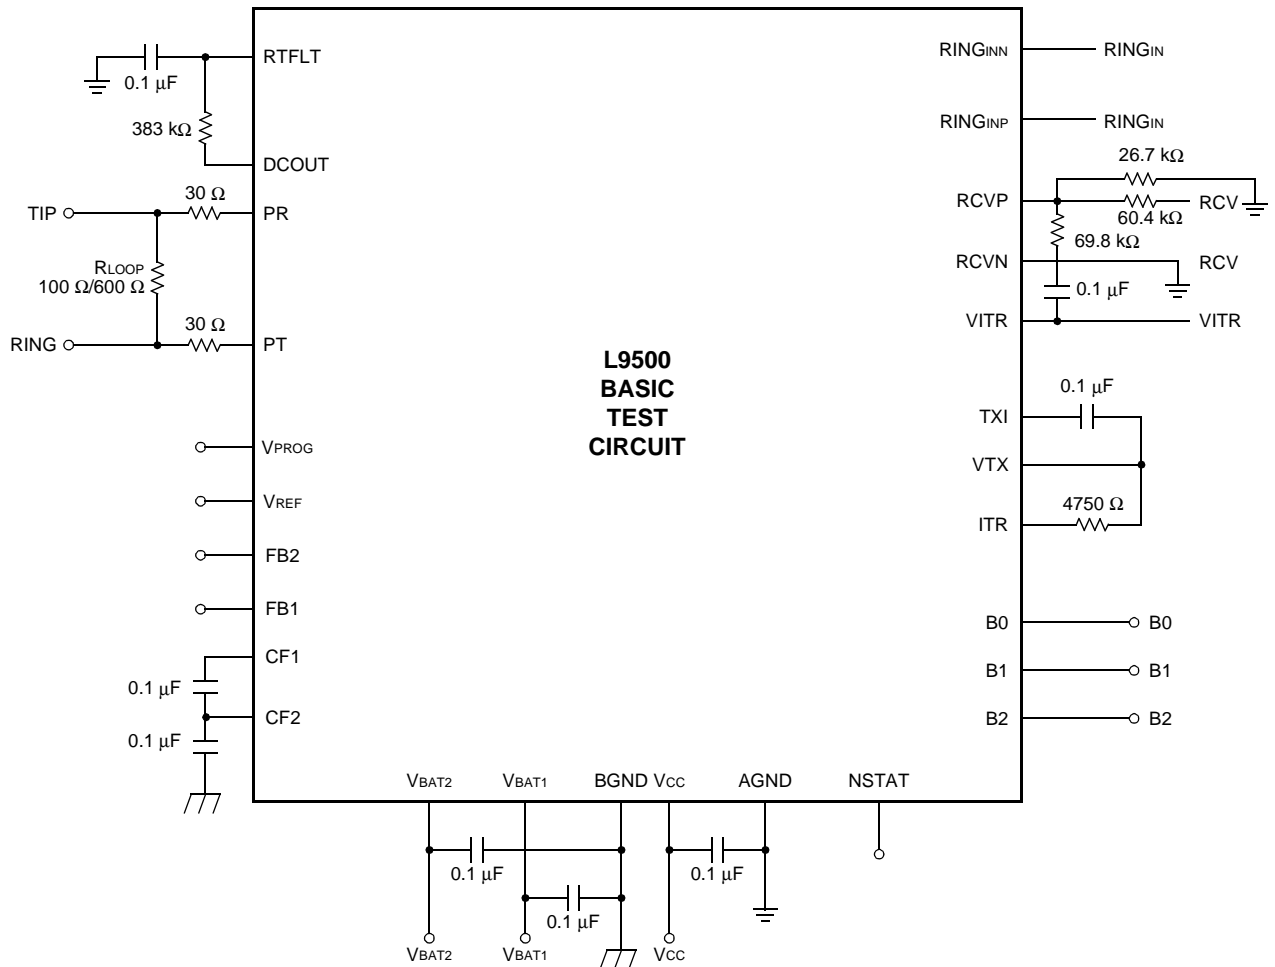 RTFLT
0.1 μF
383 kΩ
DCOUT
30 Ω
TIP
PR
RLOOP
100 Ω/600 Ω
30 Ω
RING
PT
VPROG
VREF
FB2
FB1
CF1
0.1 μF
CF2
0.1 μF
L9500
BASIC
TEST
CIRCUIT
RINGINN
RINGIN
RINGINP
RINGIN
26.7 kΩ
RCVP
RCV
60.4 kΩ
69.8 kΩ
RCVN
RCV
0.1 μF
VITR
VITR
0.1 μF
TXI
VTX
4750 Ω
ITR
B0
B0
B1
B1
B2
B2
VBAT2
VBAT1
BGND
VCC
AGND
NSTAT
0.1 μF
0.1 μF
0.1 μF
VBAT2
VBAT1
VCC